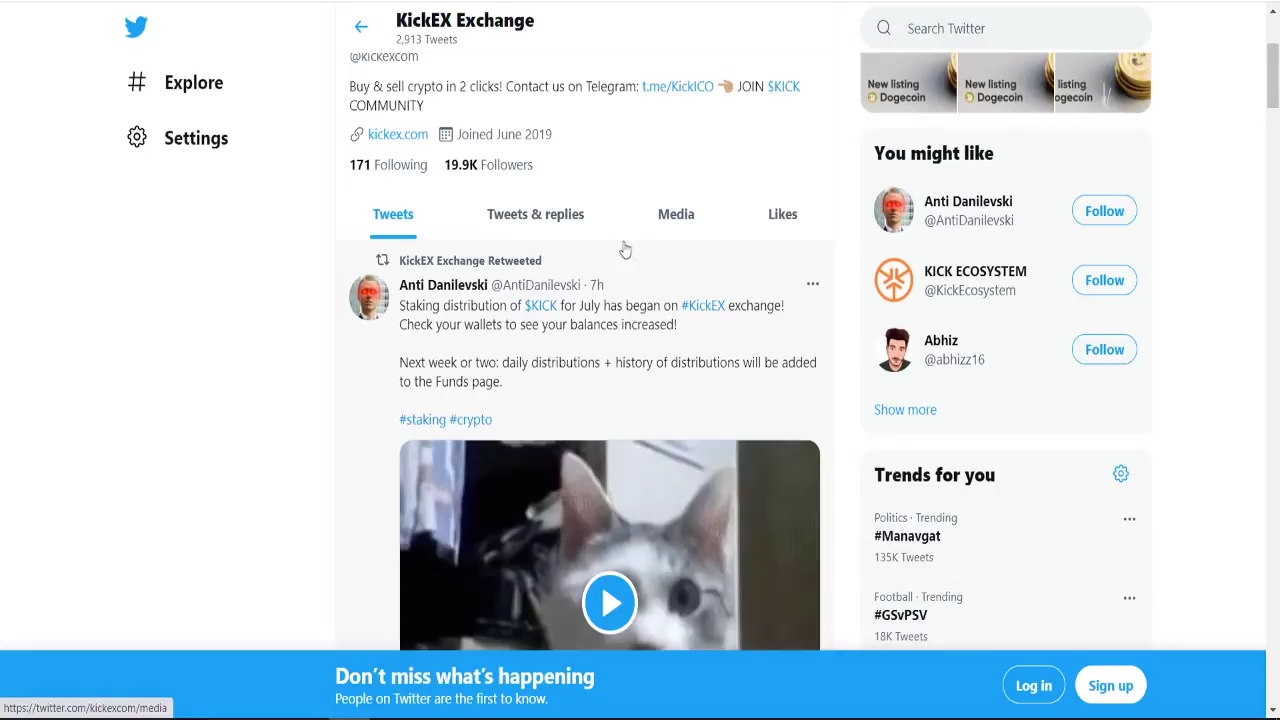 KickEX Exchange
2,913 Tweets
@kickexcom
Buy & sell crypto in 2 clicks! Contact us on Telegram: t.me/KickICO 👈🏼 JOIN $KICK
COMMUNITY
kickex.com Joined June 2019
171 Following 19.9K Followers
Tweets Tweets & replies Media Likes
KickEX Exchange Retweeted
Anti Danilevski @AntiDanilevski · 7h
Staking distribution of $KICK for July has began on #KickEX exchange!
Check your wallets to see your balances increased!
Next week or two: daily distributions + history of distributions will be added
to the Funds page.
#staking #crypto
Explore
Settings
Search Twitter
New listing New listing listing
Dogecoin Dogecoin ogecoin
You might like
Anti Danilevski
@AntiDanilevski
Follow
KICK ECOSYSTEM
@KickEcosystem
Follow
Abhiz
@abhizz16
Follow
Show more
Trends for you
Politics · Trending
#Manavgat
135K Tweets
Football · Trending
#GSvPSV
18K Tweets
Don't miss what's happening
People on Twitter are the first to know.
Log in Sign up
https://twitter.com/kickexcom/media